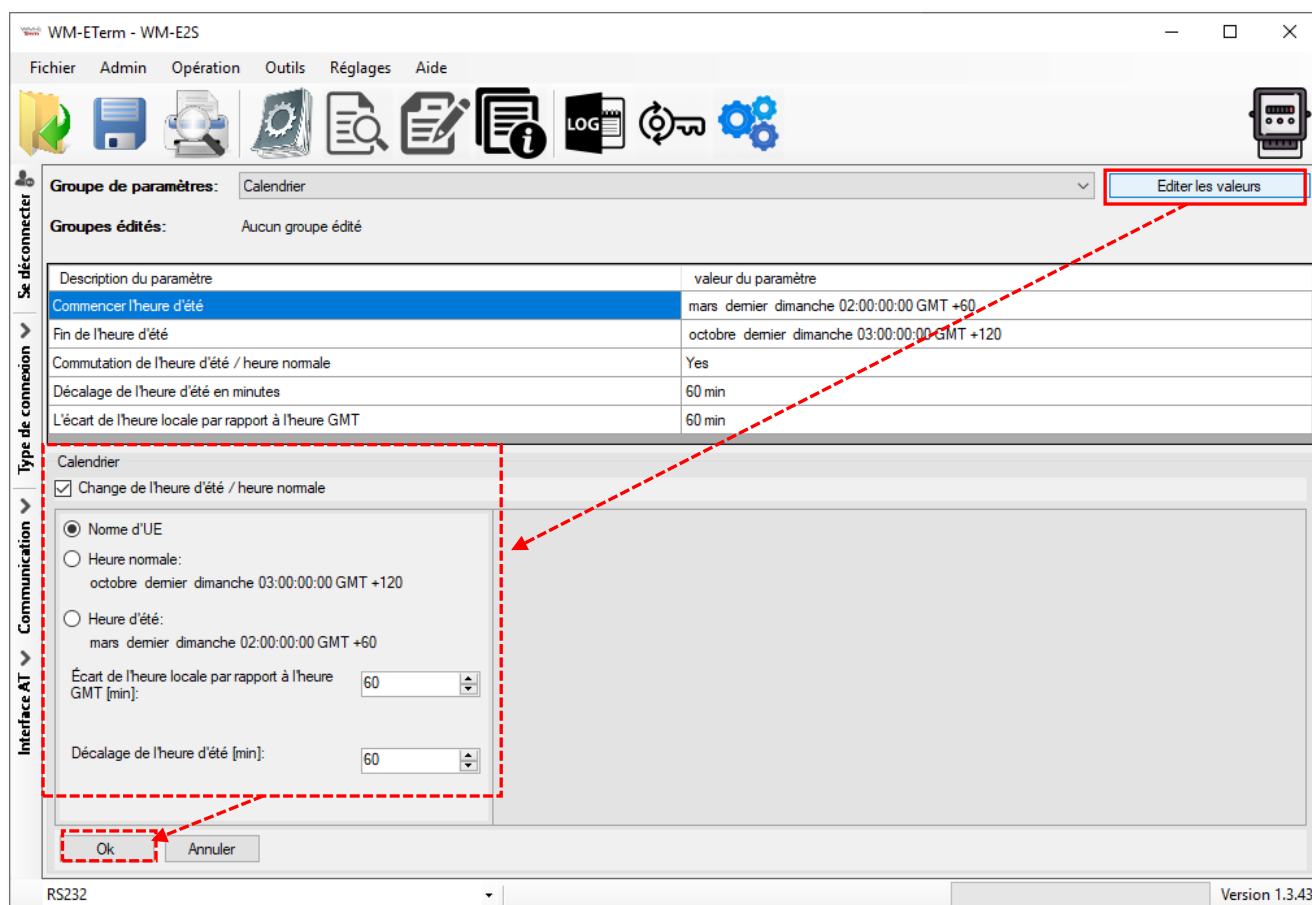 WM-ETerm - WM-E2S
Fichier Admin Opération Outils Réglages Aide
LOG
Se déconnecter
Type de connexion
Communication
Interface AT
Groupe de paramètres: Calendrier Editer les valeurs
Groupes édités: Aucun groupe édité
Description du paramètre valeur du paramètre
Commencer l'heure d'été mars dernier dimanche 02:00:00:00 GMT +60
Fin de l'heure d'été octobre dernier dimanche 03:00:00:00 GMT +120
Commutation de l'heure d'été / heure normale Yes
Décalage de l'heure d'été en minutes 60 min
L'écart de l'heure locale par rapport à l'heure GMT 60 min
Calendrier
Change de l'heure d'été / heure normale
Norme d'UE
Heure normale:
octobre dernier dimanche 03:00:00:00 GMT +120
Heure d'été:
mars dernier dimanche 02:00:00:00 GMT +60
Écart de l'heure locale par rapport à l'heure
GMT [min]: 60
Décalage de l'heure d'été [min]: 60
Ok Annuler
RS232 Version 1.3.43